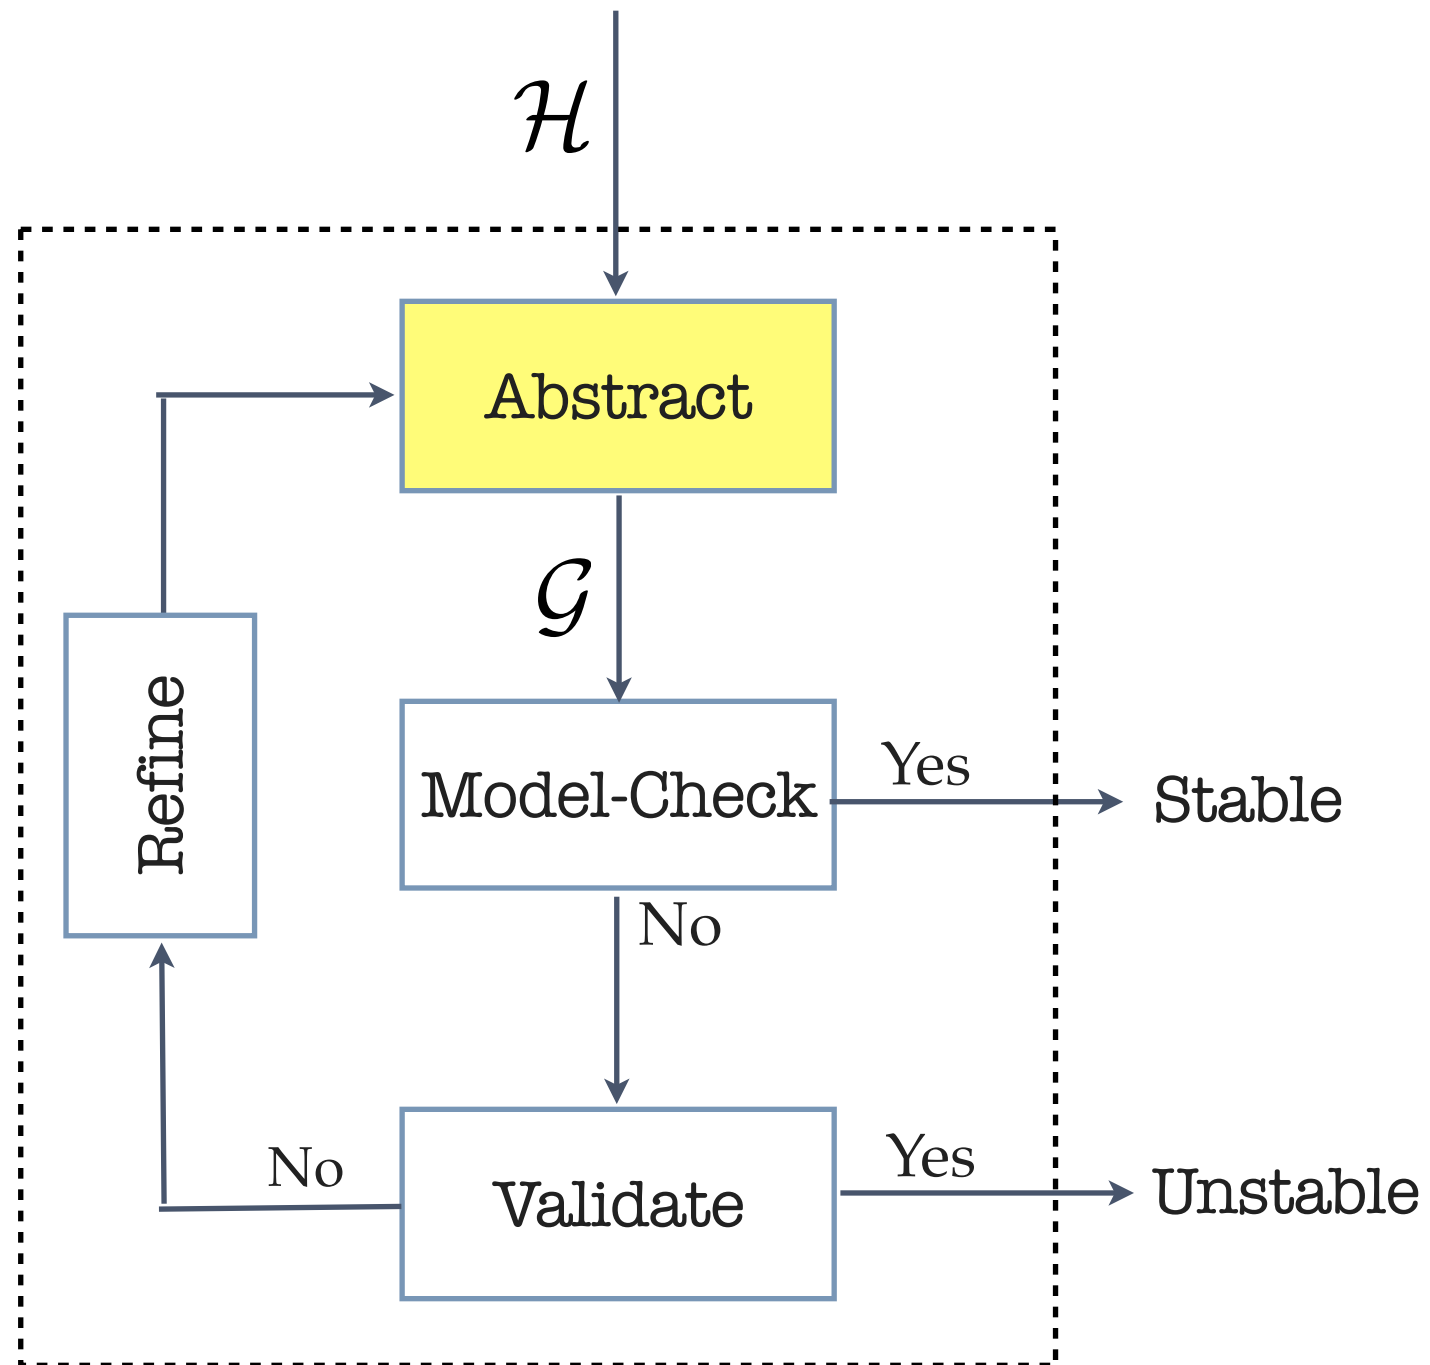 ℋ
Abstract
𝒢
Refine
Model-Check
Yes
Stable
No
No
Validate
Yes
Unstable